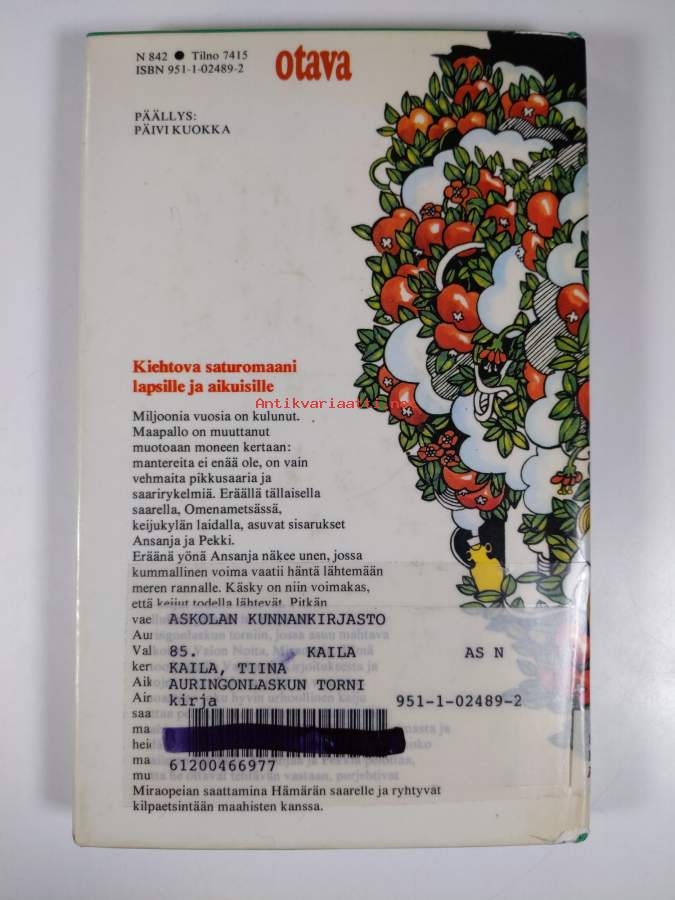 N 842 ● Tilno 7415
ISBN 951-1-02489-2
otava
PÄÄLLYS:
PÄIVI KUOKKA
Kiehtova saturomaani
lapsille ja aikuisille
Antikvariaatti.net
Miljoonia vuosia on kulunut.
Maapallo on muuttanut
muotoaan moneen kertaan:
mantereita ei enää ole, on vain
vehmaita pikkusaaria ja
saarirykelmiä. Eräällä tällaisella
saarella, Omenametsässä,
keijukylän laidalla, asuvat sisarukset
Ansanja ja Pekki.
Eräänä yönä Ansanja näkee unen, jossa
kummallinen voima vaatii häntä lähtemään
meren rannalle. Käsky on niin voimakas,
että keijut todella lähtevät. Pitkän
ASKOLAN KUNNANKIRJASTO
85. KAILA AS N
KAILA, TIINA
AURINGONLASKUN TORNI
kirja 951-1-02489-2
61200466977
Miraopeian saattamina Hämärän saarelle ja ryhtyvät
kilpaetsintään maahisten kanssa.